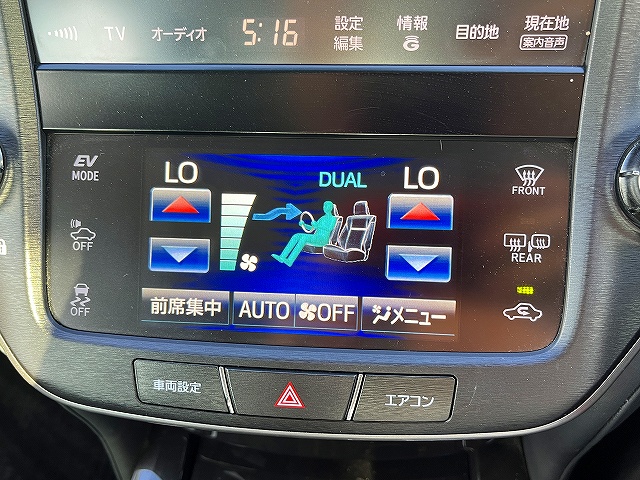 TV
オーディオ
5:16
設定
編集
情報
G
目的地
現在地
案内音声
EV
MODE
LO
DUAL
LO
FRONT
OFF
REAR
OFF
前席集中
AUTO
OFF
メニュー
車両設定
エアコン